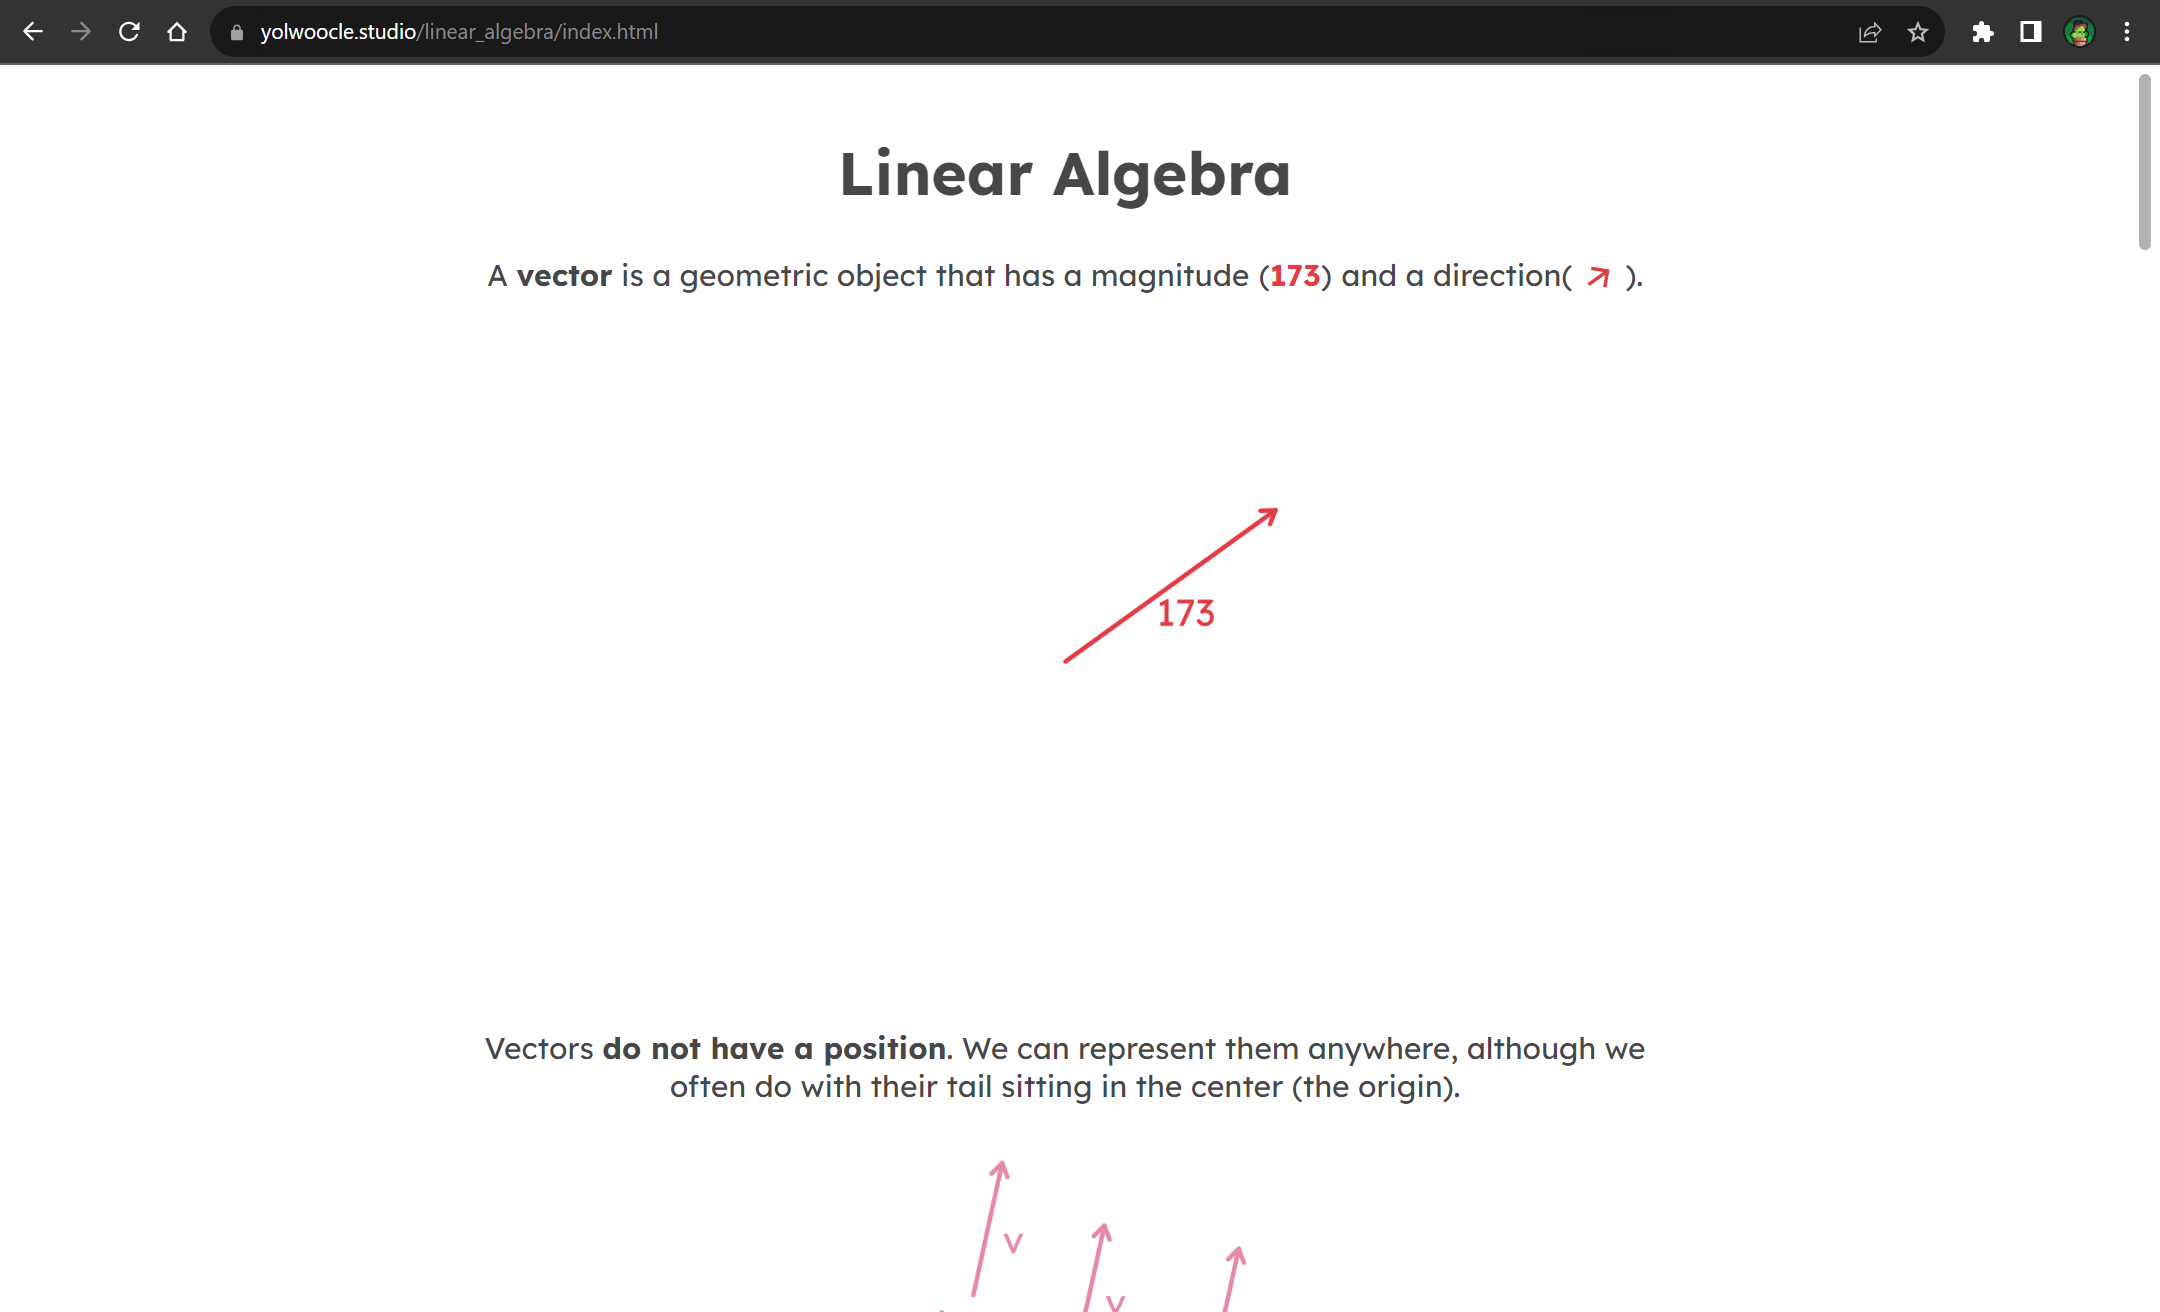 yolwoocle.studio/linear_algebra/index.html
Linear Algebra
A vector is a geometric object that has a magnitude (173) and a direction( ↗ ).
173
Vectors do not have a position. We can represent them anywhere, although we
often do with their tail sitting in the center (the origin).
v
v